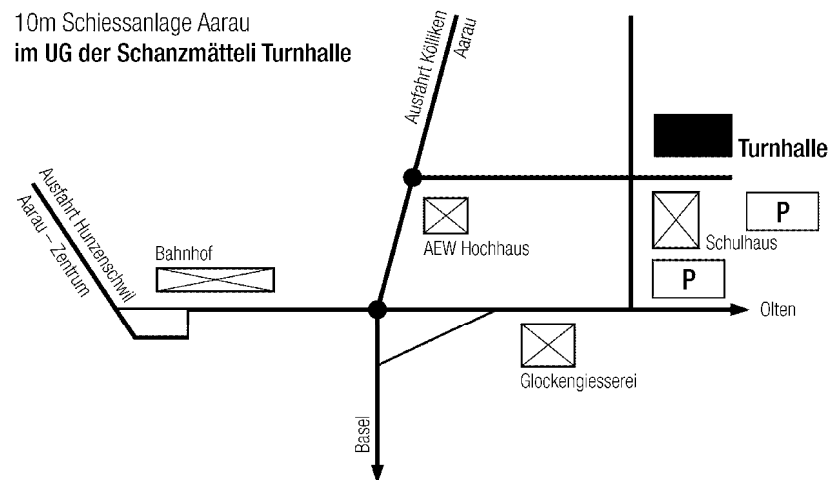 10m Schiessanlage Aarau
im UG der Schanzmätteli Turnhalle
Ausfahrt Kölliken
Aarau
Turnhalle
Ausfahrt Hunzenschwil
Aarau – Zentrum
Bahnhof
AEW Hochhaus
Schulhaus
P
P
Olten
Glockengiesserei
Basel